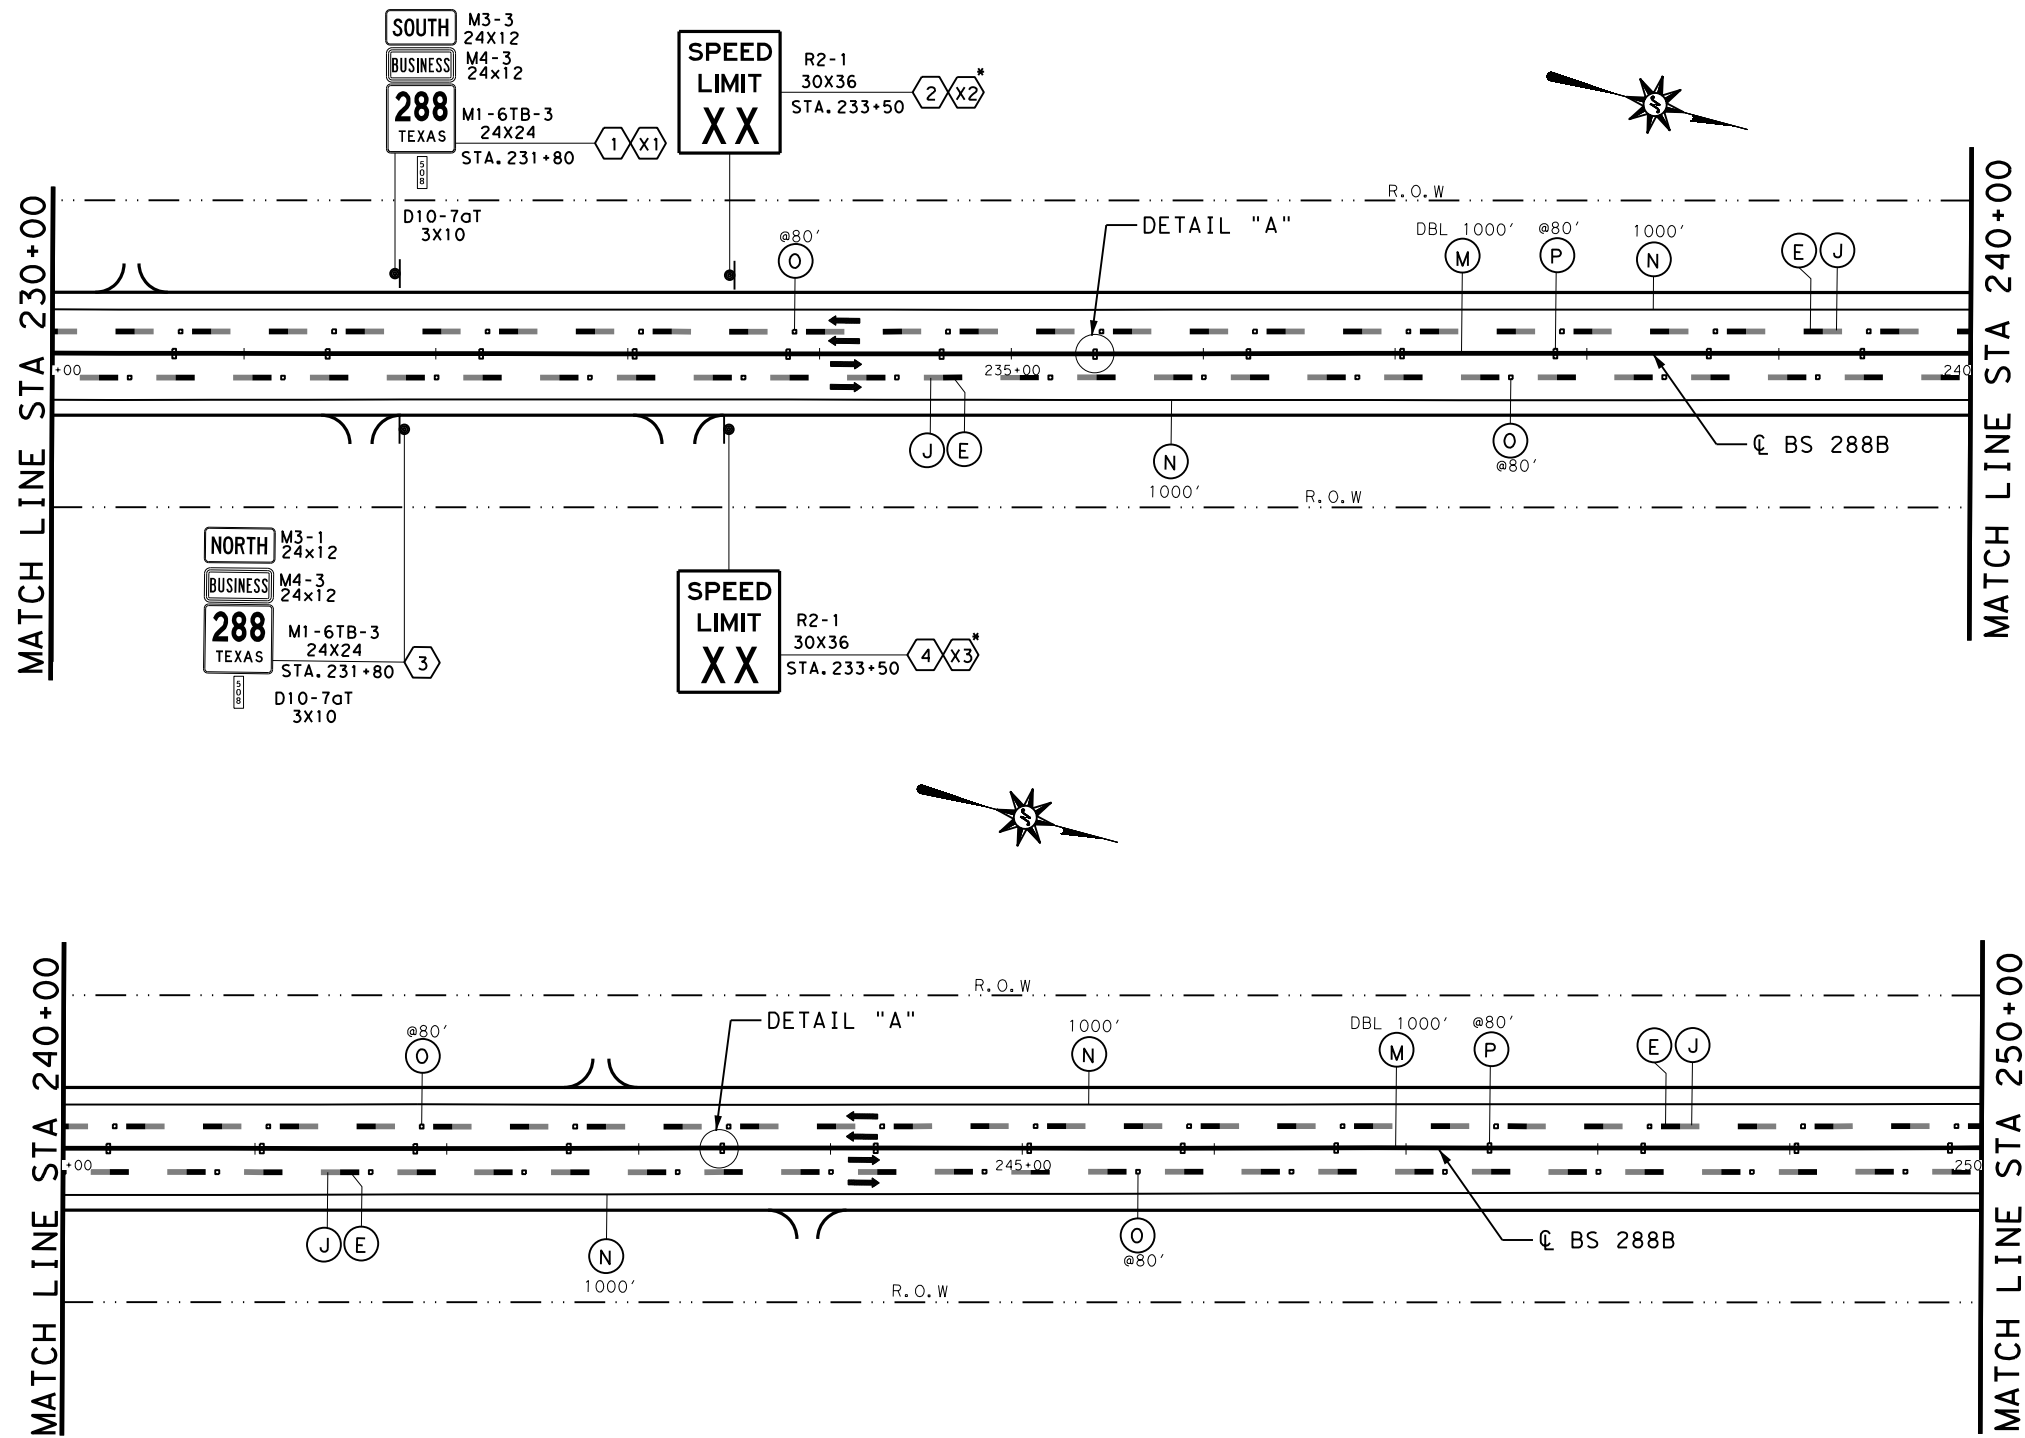 SOUTH
M3-3
24X12
BUSINESS
M4-3
24x12
288
TEXAS
M1-6TB-3
24X24
STA. 231+80
1
X1
508
D10-7aT
3X10
SPEED
LIMIT
XX
R2-1
30X36
STA. 233+50
2
X2*
N
MATCH LINE STA 230+00
MATCH LINE STA 240+00
R.O.W
DETAIL "A"
@80'
O
DBL 1000'
M
@80'
P
1000'
N
E
J
+00
235+00
240
J
E
N
1000'
O
@80'
℄ BS 288B
R.O.W
NORTH
M3-1
24x12
BUSINESS
M4-3
24x12
288
TEXAS
M1-6TB-3
24X24
STA. 231+80
3
508
D10-7aT
3X10
SPEED
LIMIT
XX
R2-1
30X36
STA. 233+50
4
X3*
N
MATCH LINE STA 240+00
MATCH LINE STA 250+00
R.O.W
DETAIL "A"
@80'
O
1000'
N
DBL 1000'
M
@80'
P
E
J
+00
245+00
250
J
E
N
1000'
O
@80'
℄ BS 288B
R.O.W